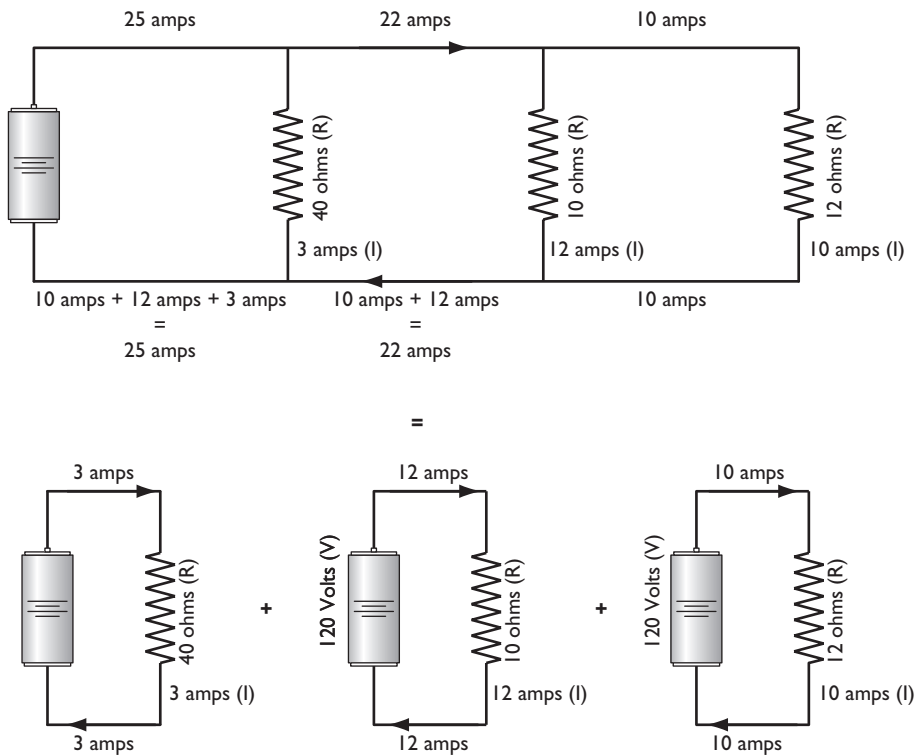 25 amps
22 amps
10 amps
40 ohms (R)
10 ohms (R)
12 ohms (R)
3 amps (I)
12 amps (I)
10 amps (I)
10 amps + 12 amps + 3 amps
=
25 amps
10 amps + 12 amps
=
22 amps
10 amps
=
3 amps
12 amps
10 amps
40 ohms (R)
+
120 Volts (V)
10 ohms (R)
+
120 Volts (V)
12 ohms (R)
3 amps (I)
12 amps (I)
10 amps (I)
3 amps
12 amps
10 amps